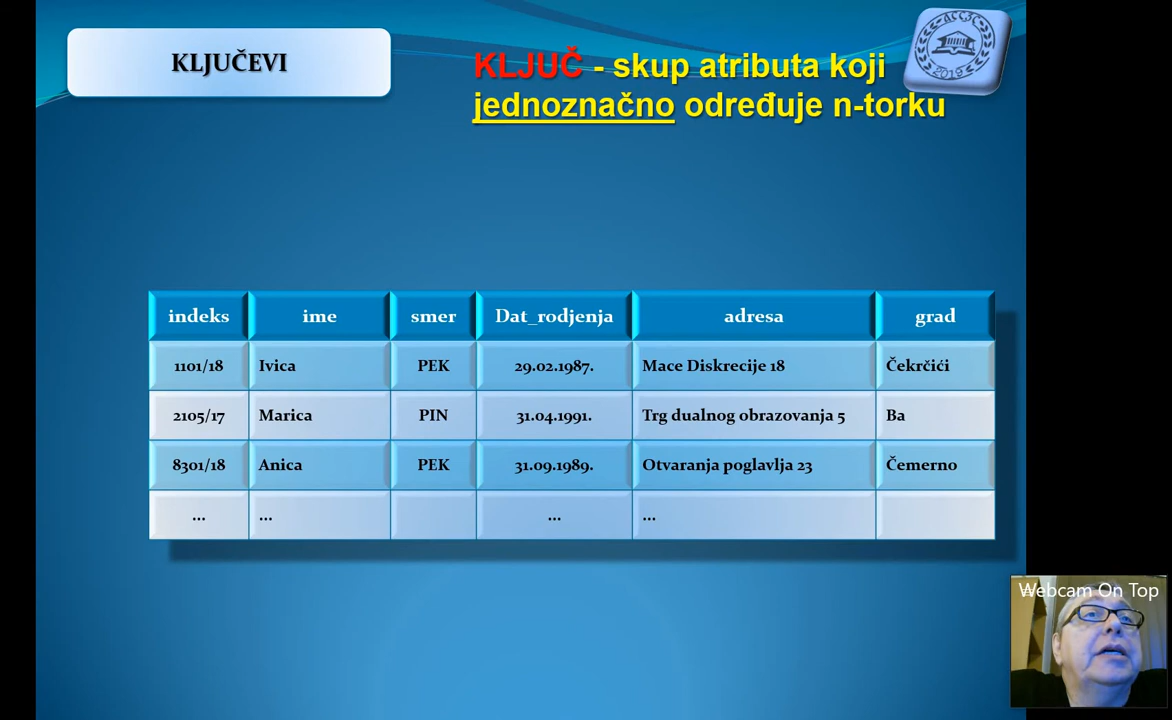 KLJUČEVI
KLJUČ - skup atributa koji
jednoznačno određuje n-torku
ACCЗC
2019
indeks ime smer Dat_rodjenja adresa grad
1101/18 Ivica PEK 29.02.1987. Mace Diskrecije 18 Čekrčići
2105/17 Marica PIN 31.04.1991. Trg dualnog obrazovanja 5 Ba
8301/18 Anica PEK 31.09.1989. Otvaranja poglavlja 23 Čemerno
... ... ... ...
Webcam On Top